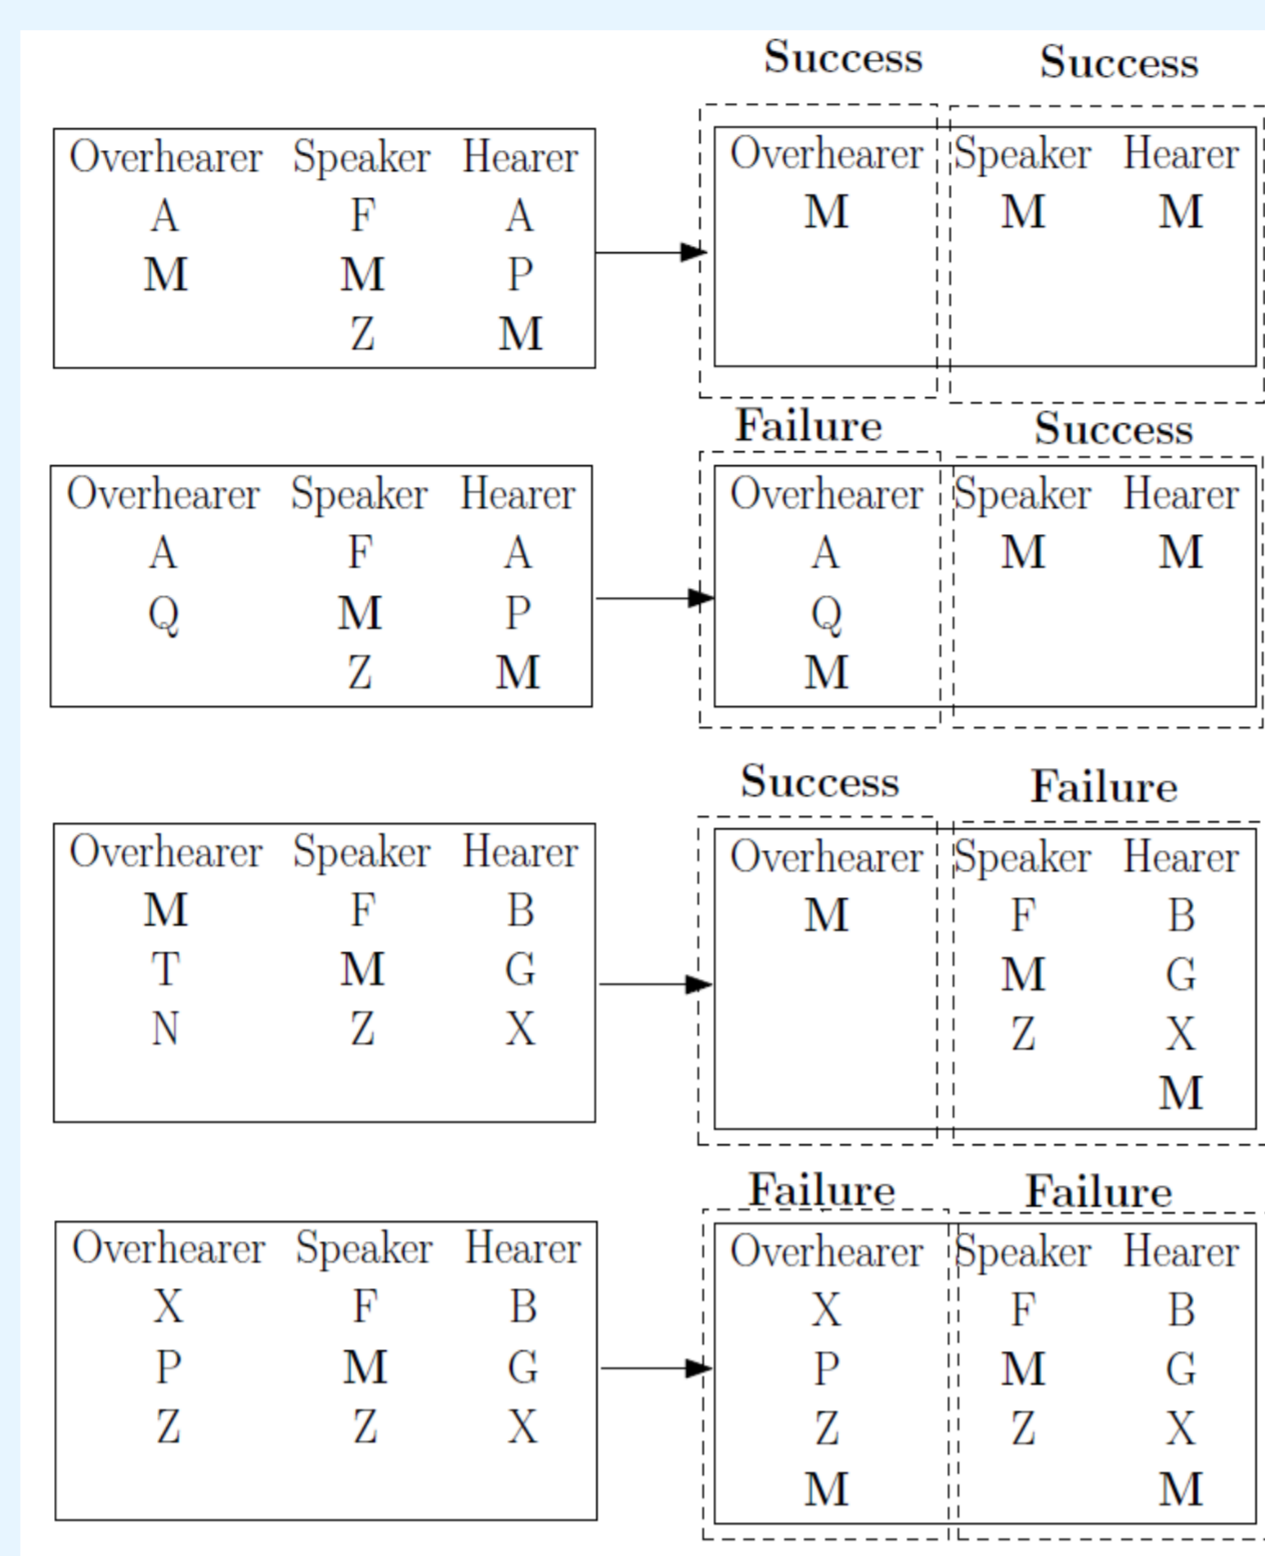 Success Success
Overhearer Speaker Hearer Overhearer Speaker Hearer
A F A M M M
M M P
Z M
Failure Success
Overhearer Speaker Hearer Overhearer Speaker Hearer
A F A A M M
Q M P Q
Z M M
Success Failure
Overhearer Speaker Hearer Overhearer Speaker Hearer
M F B M F B
T M G M G
N Z X Z X
M
Failure Failure
Overhearer Speaker Hearer Overhearer Speaker Hearer
X F B X F B
P M G P M G
Z Z X Z Z X
M M